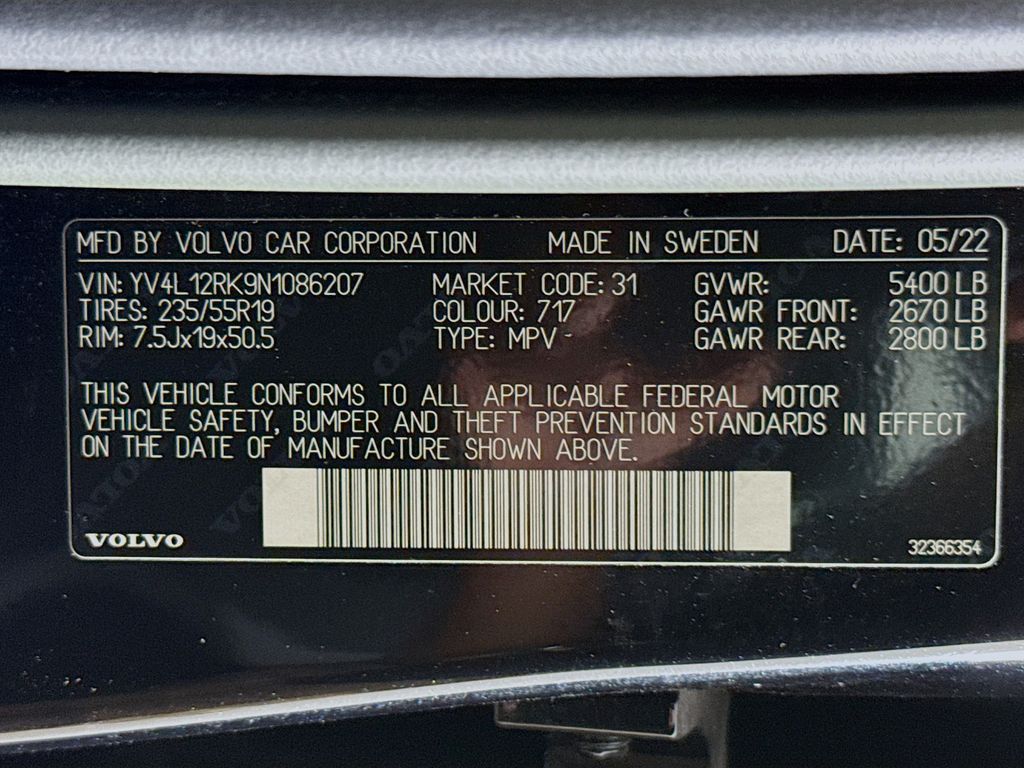 MFD BY VOLVO CAR CORPORATION MADE IN SWEDEN DATE: 05/22
VIN: YV4L12RK9N1086207 MARKET CODE: 31 GVWR: 5400 LB
TIRES: 235/55R19 COLOUR: 717 GAWR FRONT: 2670 LB
RIM: 7.5Jx19x50.5 TYPE: MPV GAWR REAR: 2800 LB
THIS VEHICLE CONFORMS TO ALL APPLICABLE FEDERAL MOTOR
VEHICLE SAFETY, BUMPER AND THEFT PREVENTION STANDARDS IN EFFECT
ON THE DATE OF MANUFACTURE SHOWN ABOVE.
VOLVO
32366354